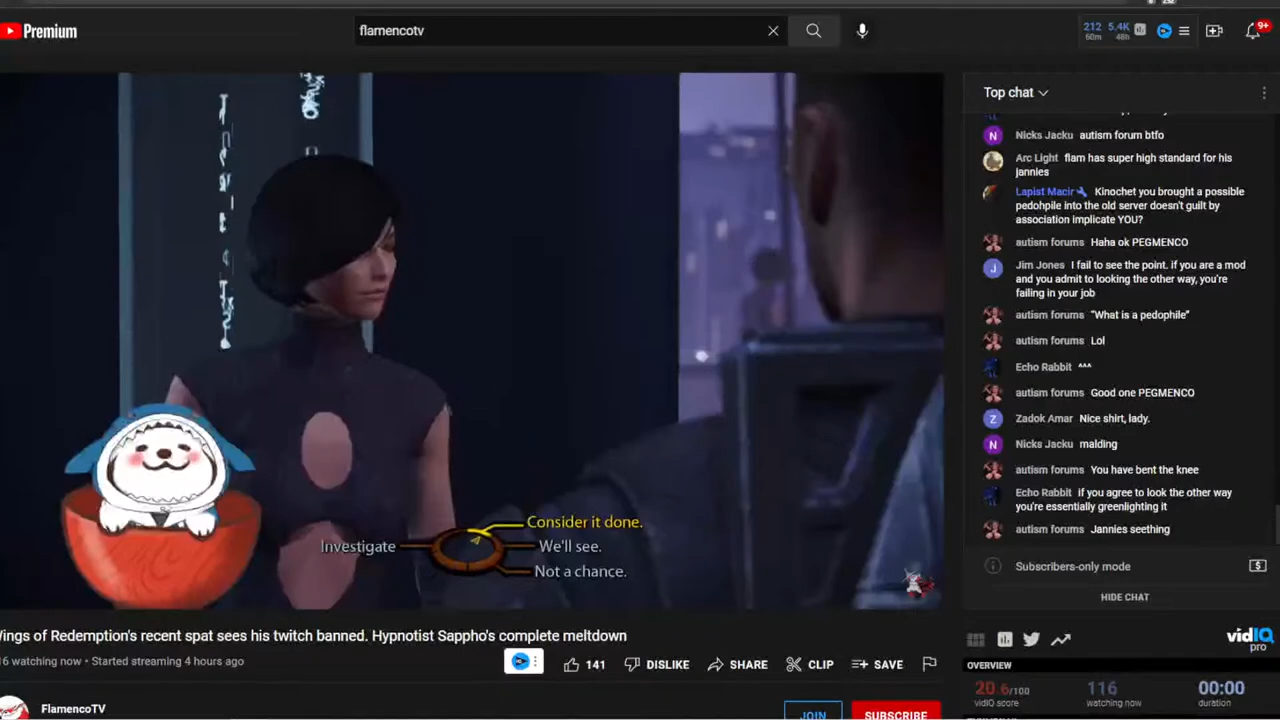 Premium
flamencotv
212
60m
5.4K
48h
9+
Top chat
Nicks Jacku autism forum btfo
Arc Light flam has super high standard for his
jannies
Lapist Macir Kinochet you brought a possible
pedohpile into the old server doesn't guilt by
association implicate YOU?
autism forums Haha ok PEGMENCO
Jim Jones I fail to see the point. if you are a mod
and you admit to looking the other way, you're
failing in your job
autism forums "What is a pedophile"
autism forums Lol
Echo Rabbit ^^^
autism forums Good one PEGMENCO
Zadok Amar Nice shirt, lady.
Nicks Jacku malding
autism forums You have bent the knee
Echo Rabbit if you agree to look the other way
you're essentially greenlighting it
autism forums Jannies seething
Subscribers-only mode
HIDE CHAT
Consider it done.
Investigate
We'll see.
Not a chance.
Wings of Redemption's recent spat sees his twitch banned. Hypnotist Sappho's complete meltdown
16 watching now • Started streaming 4 hours ago
141
DISLIKE
SHARE
CLIP
SAVE
FlamencoTV
JOIN
SUBSCRIBE
vidIQ
pro
OVERVIEW
20.6/100
vidIQ score
116
watching now
00:00
duration